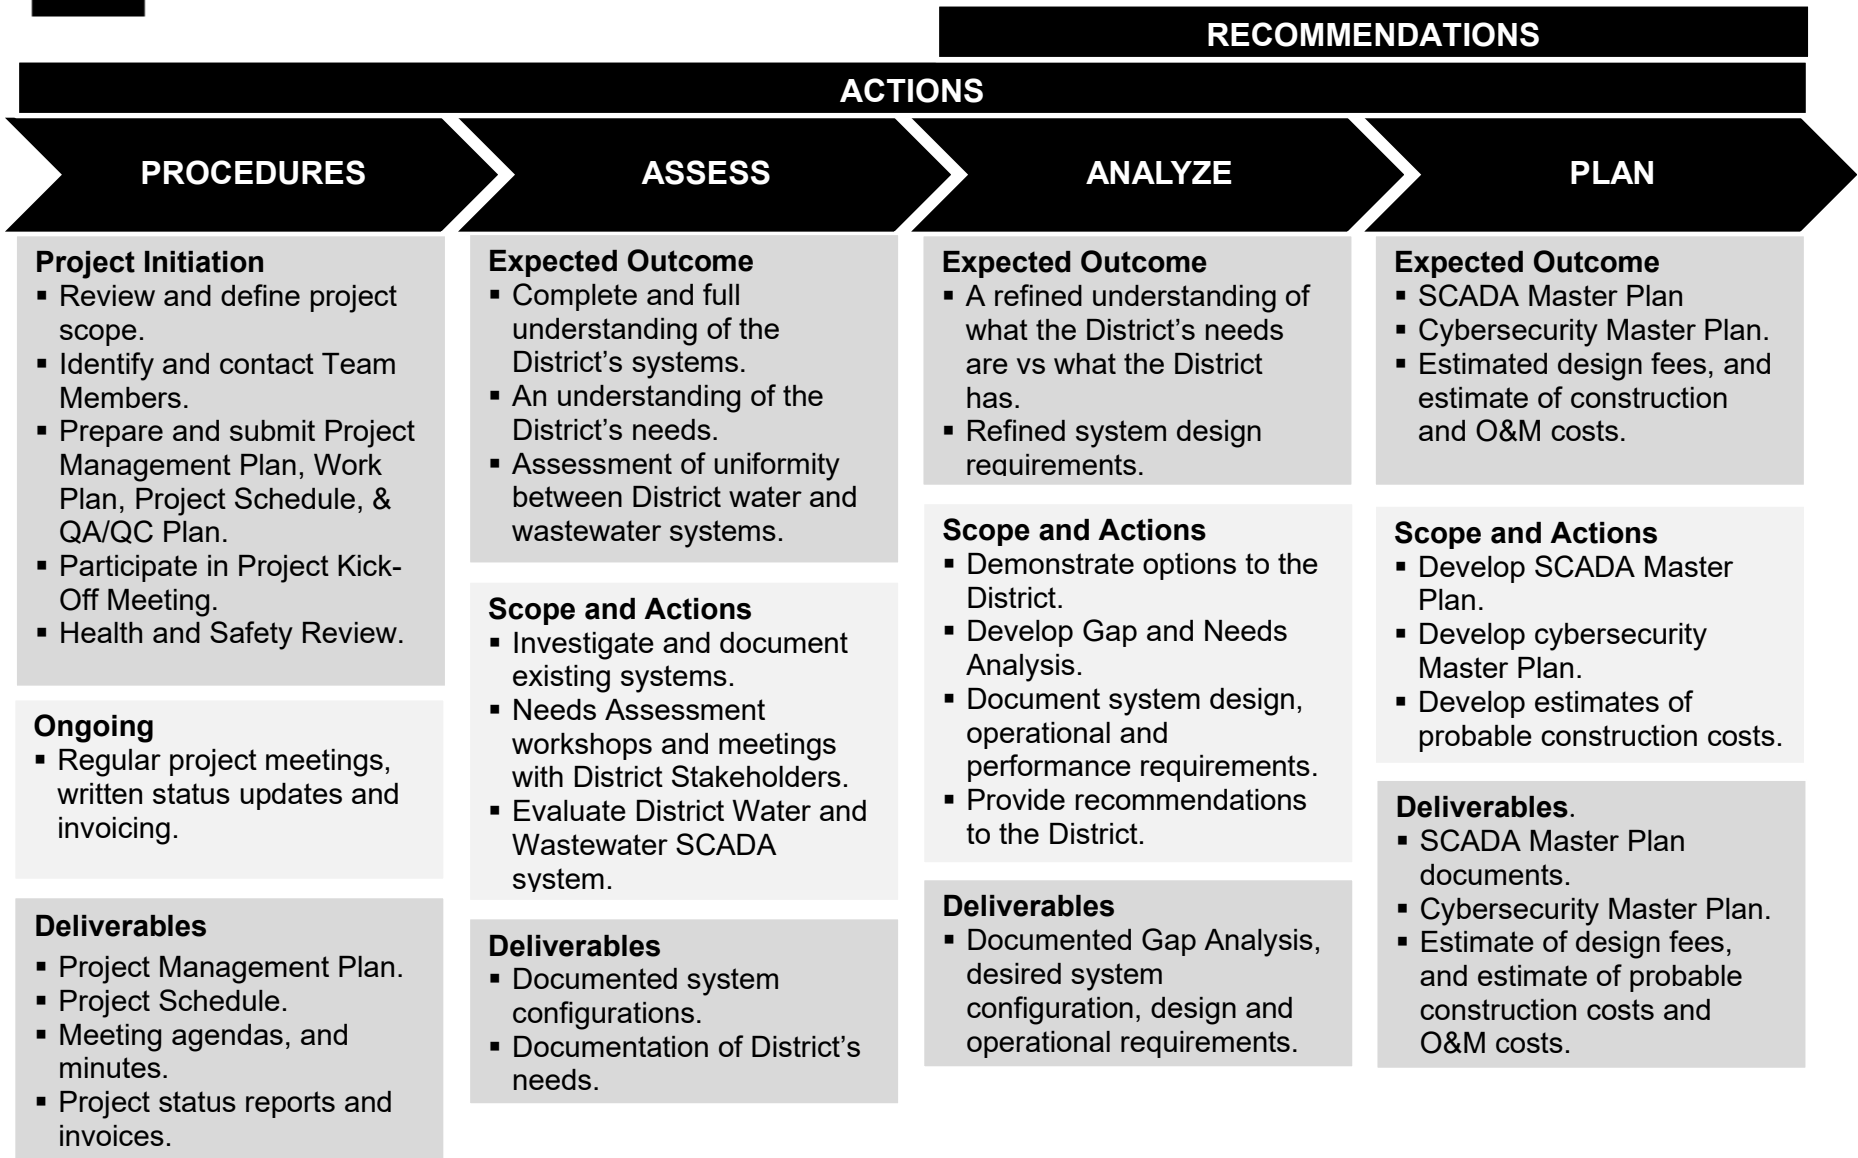 RECOMMENDATIONS
ACTIONS
PROCEDURES
ASSESS
ANALYZE
PLAN
Project Initiation
▪ Review and define project
scope.
▪ Identify and contact Team
Members.
▪ Prepare and submit Project
Management Plan, Work
Plan, Project Schedule, &
QA/QC Plan.
▪ Participate in Project Kick-
Off Meeting.
▪ Health and Safety Review.
Ongoing
▪ Regular project meetings,
written status updates and
invoicing.
Deliverables
▪ Project Management Plan.
▪ Project Schedule.
▪ Meeting agendas, and
minutes.
▪ Project status reports and
invoices.
Expected Outcome
▪ Complete and full
understanding of the
District’s systems.
▪ An understanding of the
District’s needs.
▪ Assessment of uniformity
between District water and
wastewater systems.
Scope and Actions
▪ Investigate and document
existing systems.
▪ Needs Assessment
workshops and meetings
with District Stakeholders.
▪ Evaluate District Water and
Wastewater SCADA
system.
Deliverables
▪ Documented system
configurations.
▪ Documentation of District’s
needs.
Expected Outcome
▪ A refined understanding of
what the District’s needs
are vs what the District
has.
▪ Refined system design
requirements.
Scope and Actions
▪ Demonstrate options to the
District.
▪ Develop Gap and Needs
Analysis.
▪ Document system design,
operational and
performance requirements.
▪ Provide recommendations
to the District.
Deliverables
▪ Documented Gap Analysis,
desired system
configuration, design and
operational requirements.
Expected Outcome
▪ SCADA Master Plan
▪ Cybersecurity Master Plan.
▪ Estimated design fees, and
estimate of construction
and O&M costs.
Scope and Actions
▪ Develop SCADA Master
Plan.
▪ Develop cybersecurity
Master Plan.
▪ Develop estimates of
probable construction costs.
Deliverables.
▪ SCADA Master Plan
documents.
▪ Cybersecurity Master Plan.
▪ Estimate of design fees,
and estimate of probable
construction costs and
O&M costs.